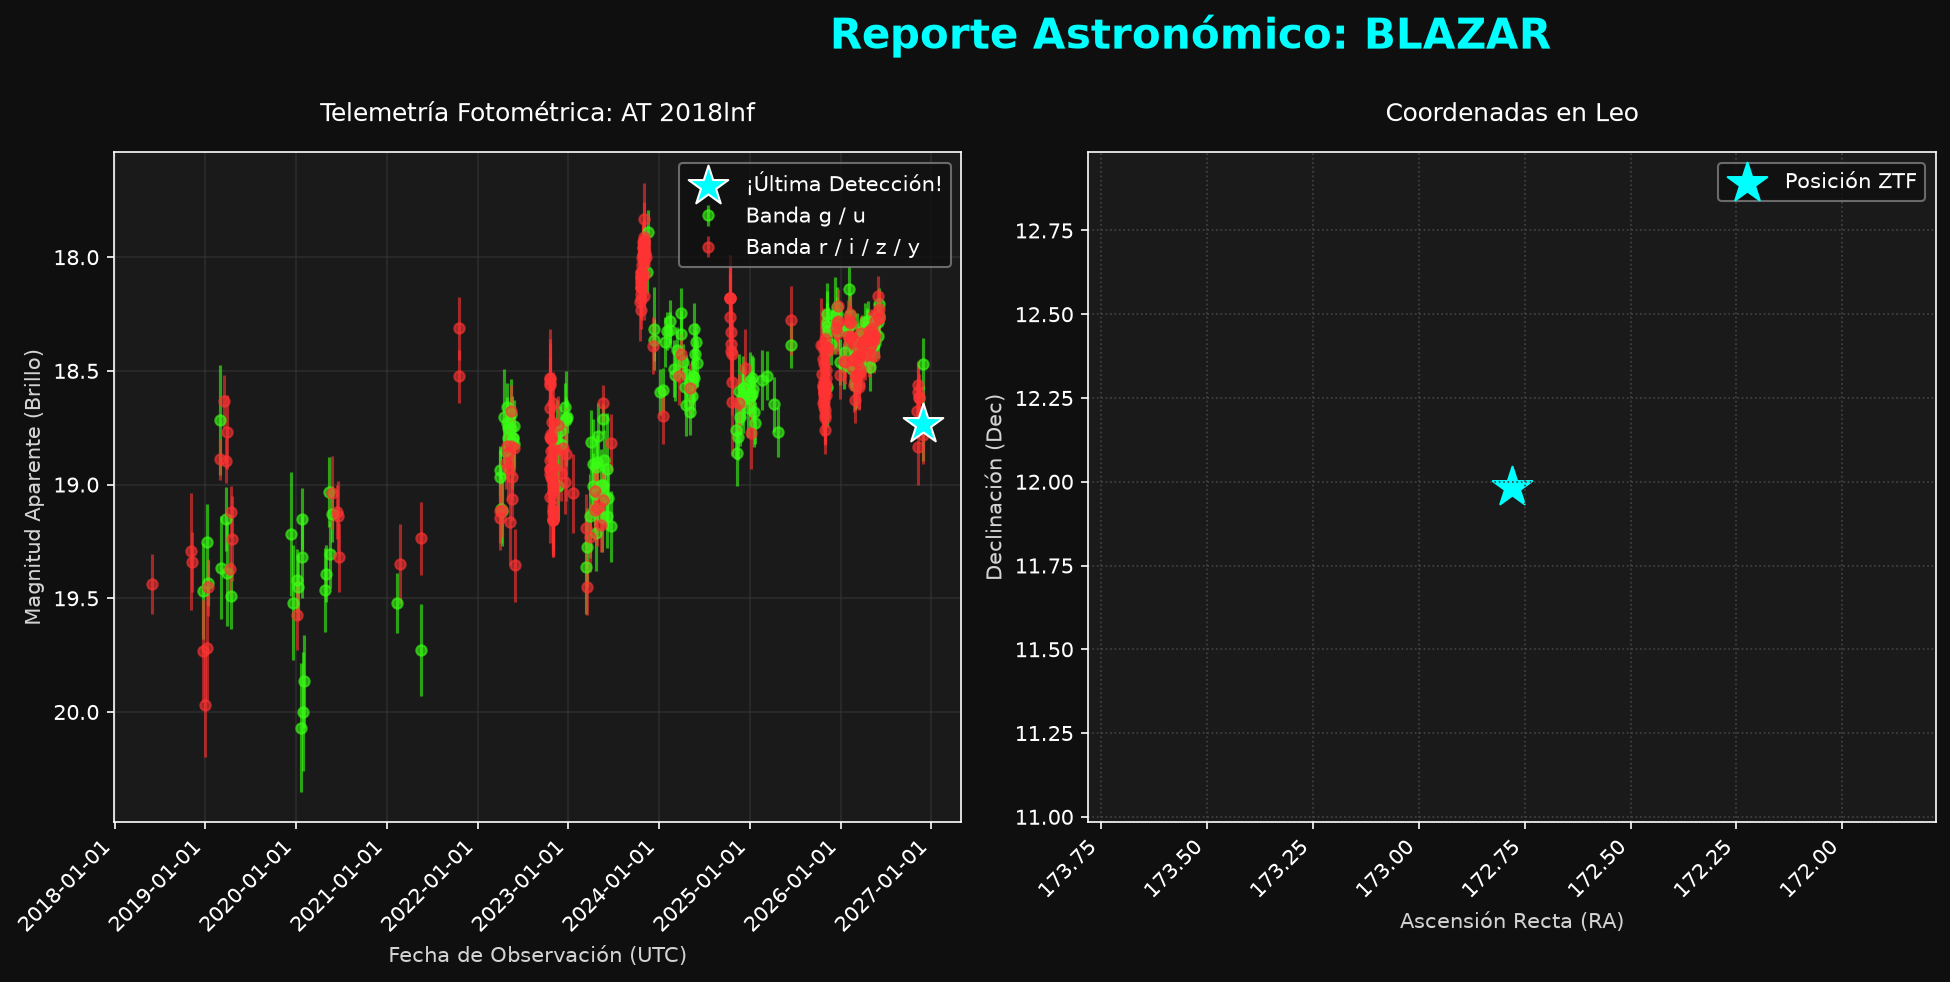 Reporte Astronómico: BLAZAR
Telemetría Fotométrica: AT 2018lnf
¡Última Detección!
Banda g / u
Banda r / i / z / y
Magnitud Aparente (Brillo)
18.0
18.5
19.0
19.5
20.0
2018-01-01
2019-01-01
2020-01-01
2021-01-01
2022-01-01
2023-01-01
2024-01-01
2025-01-01
2026-01-01
2027-01-01
Fecha de Observación (UTC)
Coordenadas en Leo
Posición ZTF
Declinación (Dec)
12.75
12.50
12.25
12.00
11.75
11.50
11.25
11.00
173.75
173.50
173.25
173.00
172.75
172.50
172.25
172.00
Ascensión Recta (RA)